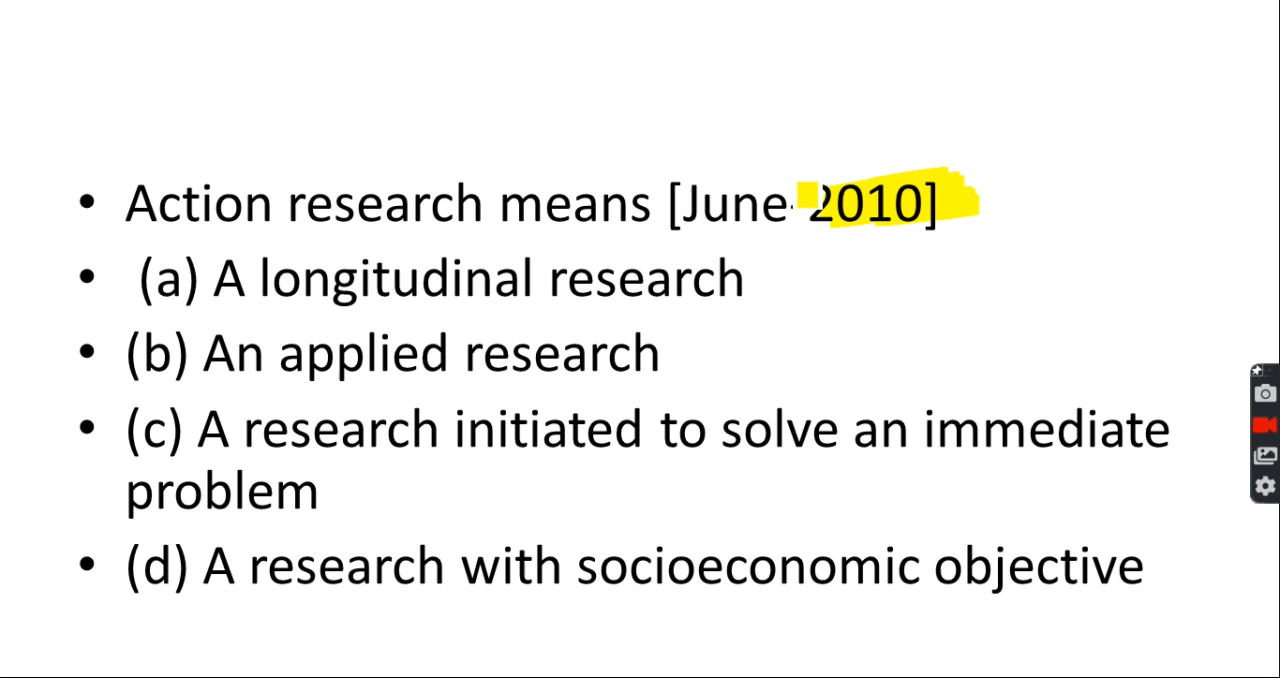 • Action research means [June 2010]
• (a) A longitudinal research
• (b) An applied research
• (c) A research initiated to solve an immediate
problem
• (d) A research with socioeconomic objective